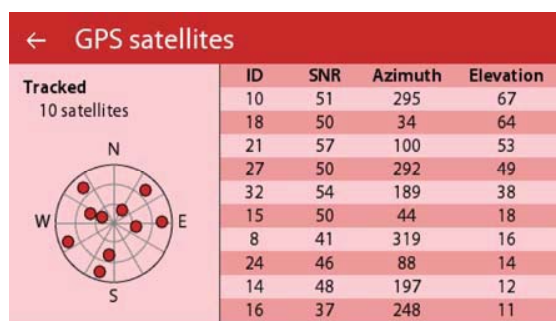 ← GPS satellites
Tracked
10 satellites
N
W
E
S
ID SNR Azimuth Elevation
10 51 295 67
18 50 34 64
21 57 100 53
27 50 292 49
32 54 189 38
15 50 44 18
8 41 319 16
24 46 88 14
14 48 197 12
16 37 248 11